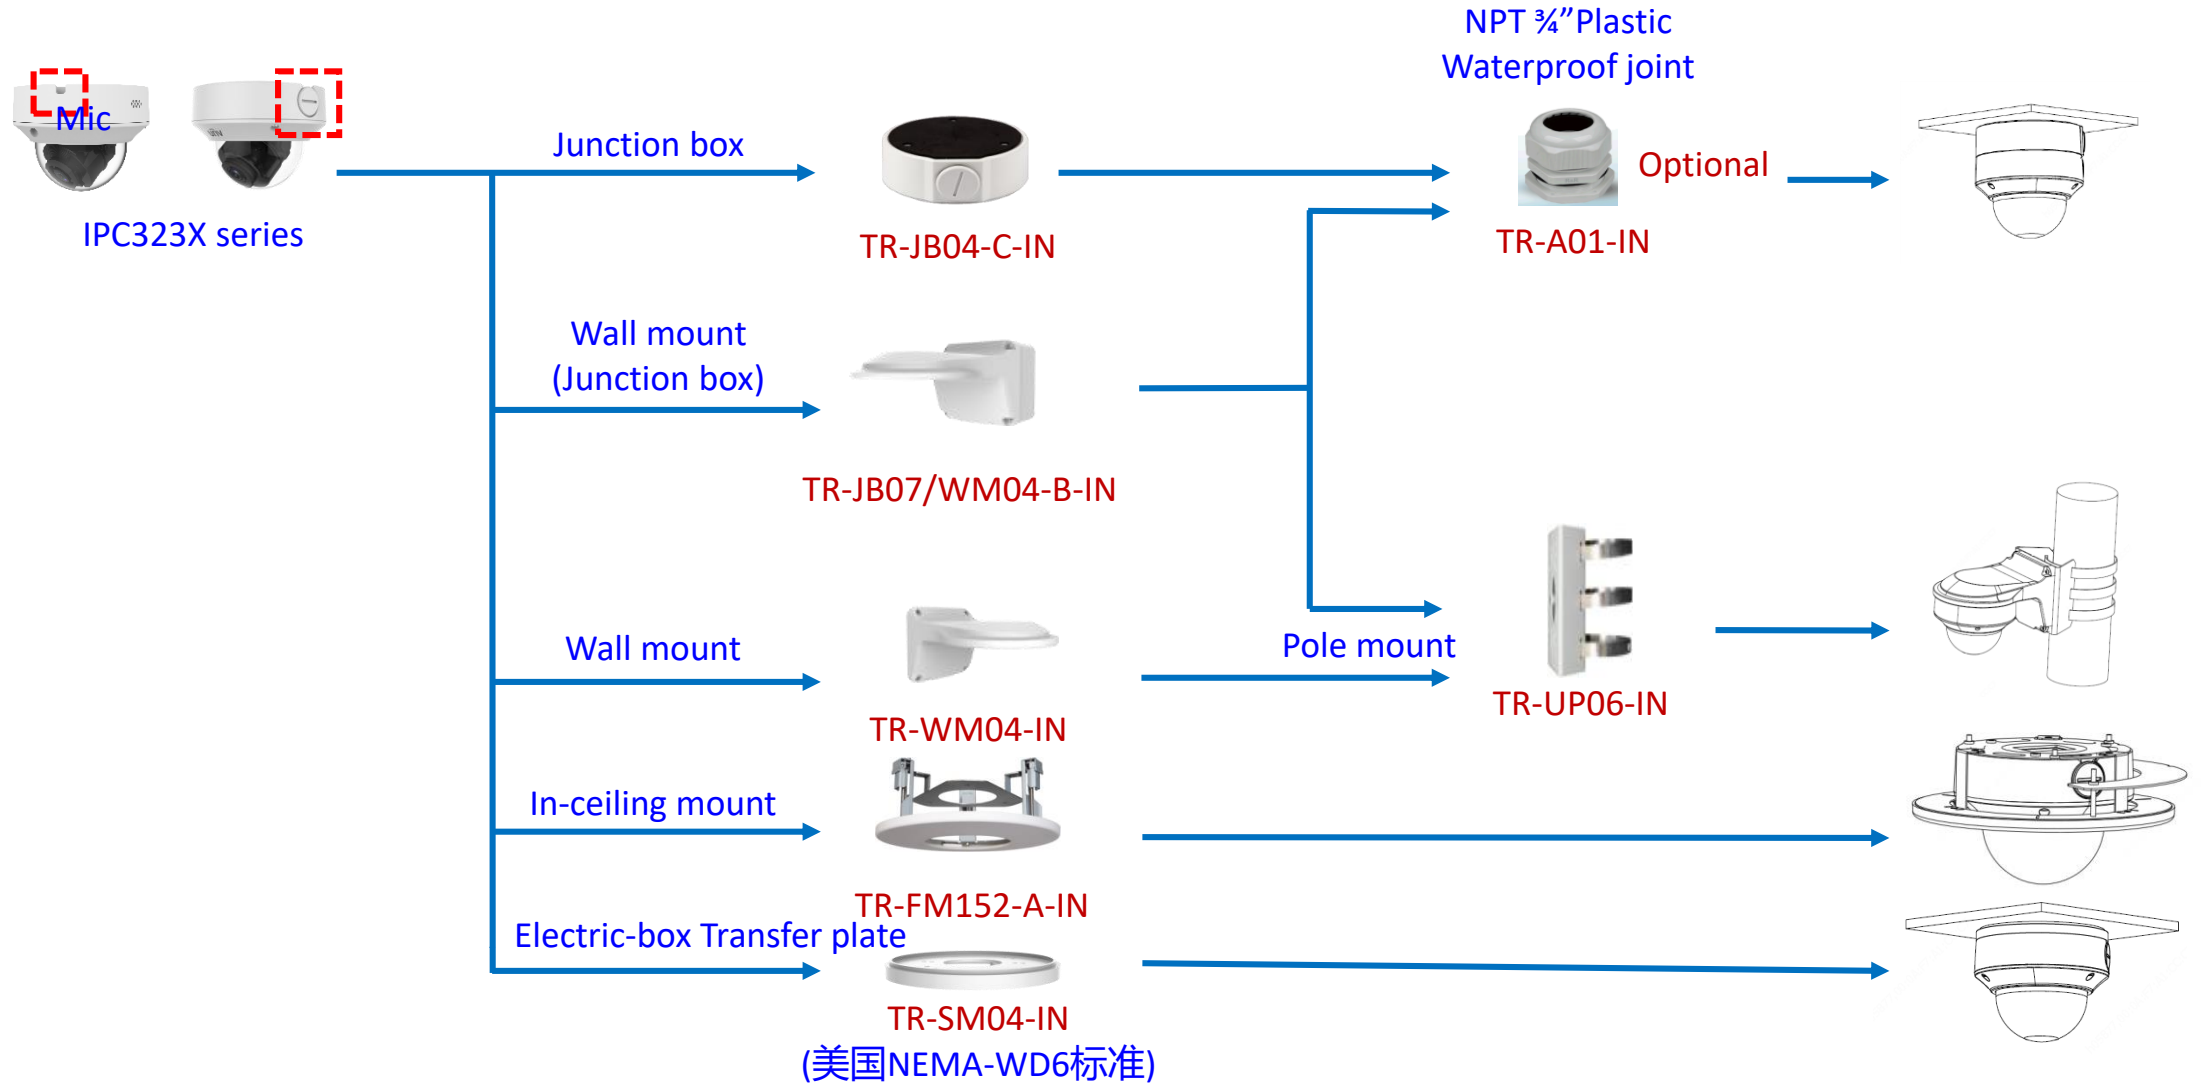 NPT ¾”Plastic
Waterproof joint
Mic
IPC323X series
Junction box
TR-JB04-C-IN
Optional
TR-A01-IN
Wall mount
(Junction box)
TR-JB07/WM04-B-IN
Wall mount
TR-WM04-IN
Pole mount
TR-UP06-IN
In-ceiling mount
TR-FM152-A-IN
Electric-box Transfer plate
TR-SM04-IN
(美国NEMA-WD6标准)